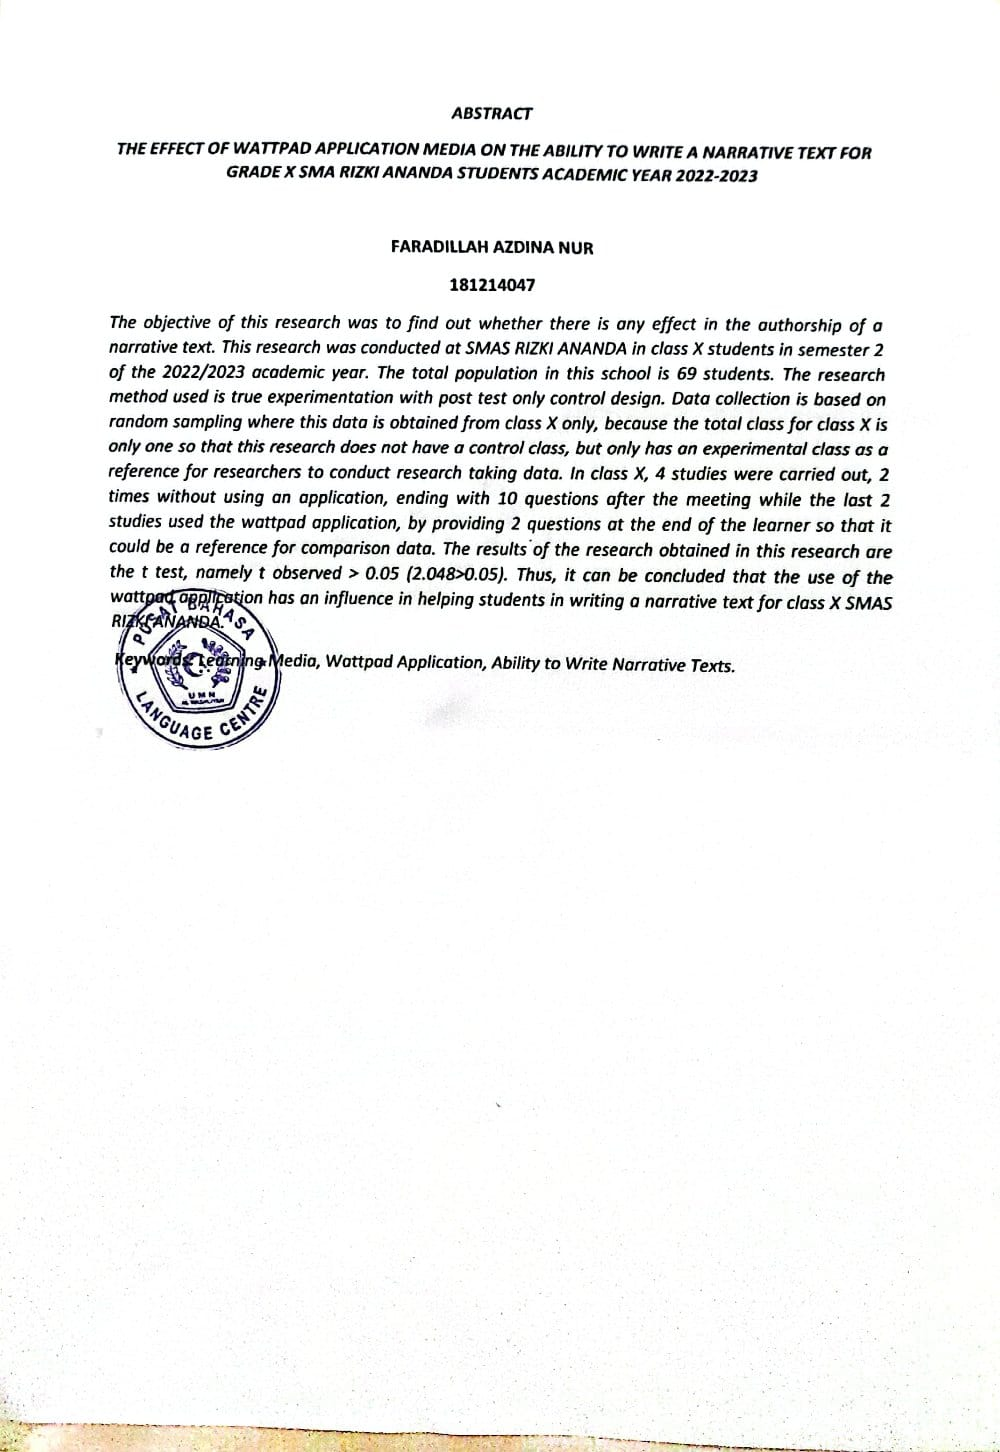 ABSTRACT
THE EFFECT OF WATTPAD APPLICATION MEDIA ON THE ABILITY TO WRITE A NARRATIVE TEXT FOR
GRADE X SMA RIZKI ANANDA STUDENTS ACADEMIC YEAR 2022-2023
FARADILLAH AZDINA NUR
181214047
The objective of this research was to find out whether there is any effect in the authorship of a
narrative text. This research was conducted at SMAS RIZKI ANANDA in class X students in semester 2
of the 2022/2023 academic year. The total population in this school is 69 students. The research
method used is true experimentation with post test only control design. Data collection is based on
random sampling where this data is obtained from class X only, because the total class for class X is
only one so that this research does not have a control class, but only has an experimental class as a
reference for researchers to conduct research taking data. In class X, 4 studies were carried out, 2
times without using an application, ending with 10 questions after the meeting while the last 2
studies used the wattpad application, by providing 2 questions at the end of the learner so that it
could be a reference for comparison data. The results of the research obtained in this research are
the t test, namely t observed > 0.05 (2.048>0.05). Thus, it can be concluded that the use of the
wattpad application has an influence in helping students in writing a narrative text for class X SMAS
RIZKI ANANDA.
Keywords: Learning Media, Wattpad Application, Ability to Write Narrative Texts.
PUSAT BAHASA
UMN
LANGUAGE CENTRE